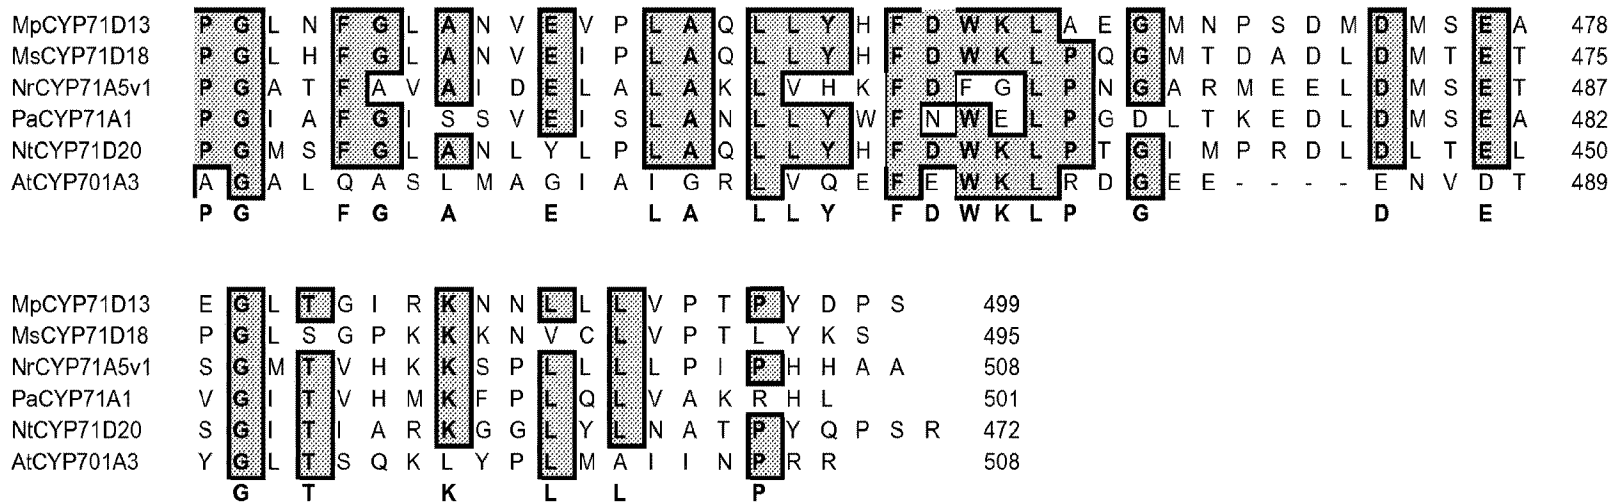 MpCYP71D13 P G L N F G L A N V E V P L A Q L L Y H F D W K L A E G M N P S D M D M S E A 478
MsCYP71D18 P G L H F G L A N V E I P L A Q L L Y H F D W K L P Q G M T D A D L D M T E T 475
NrCYP71A5v1 P G A T F A V A I D E L A L A K L V H K F D F G L P N G A R M E E L D M S E T 487
PaCYP71A1 P G I A F G I S S V E I S L A N L L Y W F N W E L P G D L T K E D L D M S E A 482
NtCYP71D20 P G M S F G L A N L Y L P L A Q L L Y H F D W K L P T G I M P R D L D L T E L 450
AtCYP701A3 A G A L Q A S L M A G I A I G R L V Q E F E W K L R D G E E - - - - E N V D T 489
P G F G A E L A L L Y F D W K L P G D E
MpCYP71D13 E G L T G I R K N N L L L V P T P Y D P S 499
MsCYP71D18 P G L S G P K K K N V C L V P T L Y K S 495
NrCYP71A5v1 S G M T V H K K S P L L L L P I P H H A A 508
PaCYP71A1 V G I T V H M K F P L Q L V A K R H L 501
NtCYP71D20 S G I T I A R K G G L Y L N A T P Y Q P S R 472
AtCYP701A3 Y G L T S Q K L Y P L M A I I N P R R 508
G T K L L P